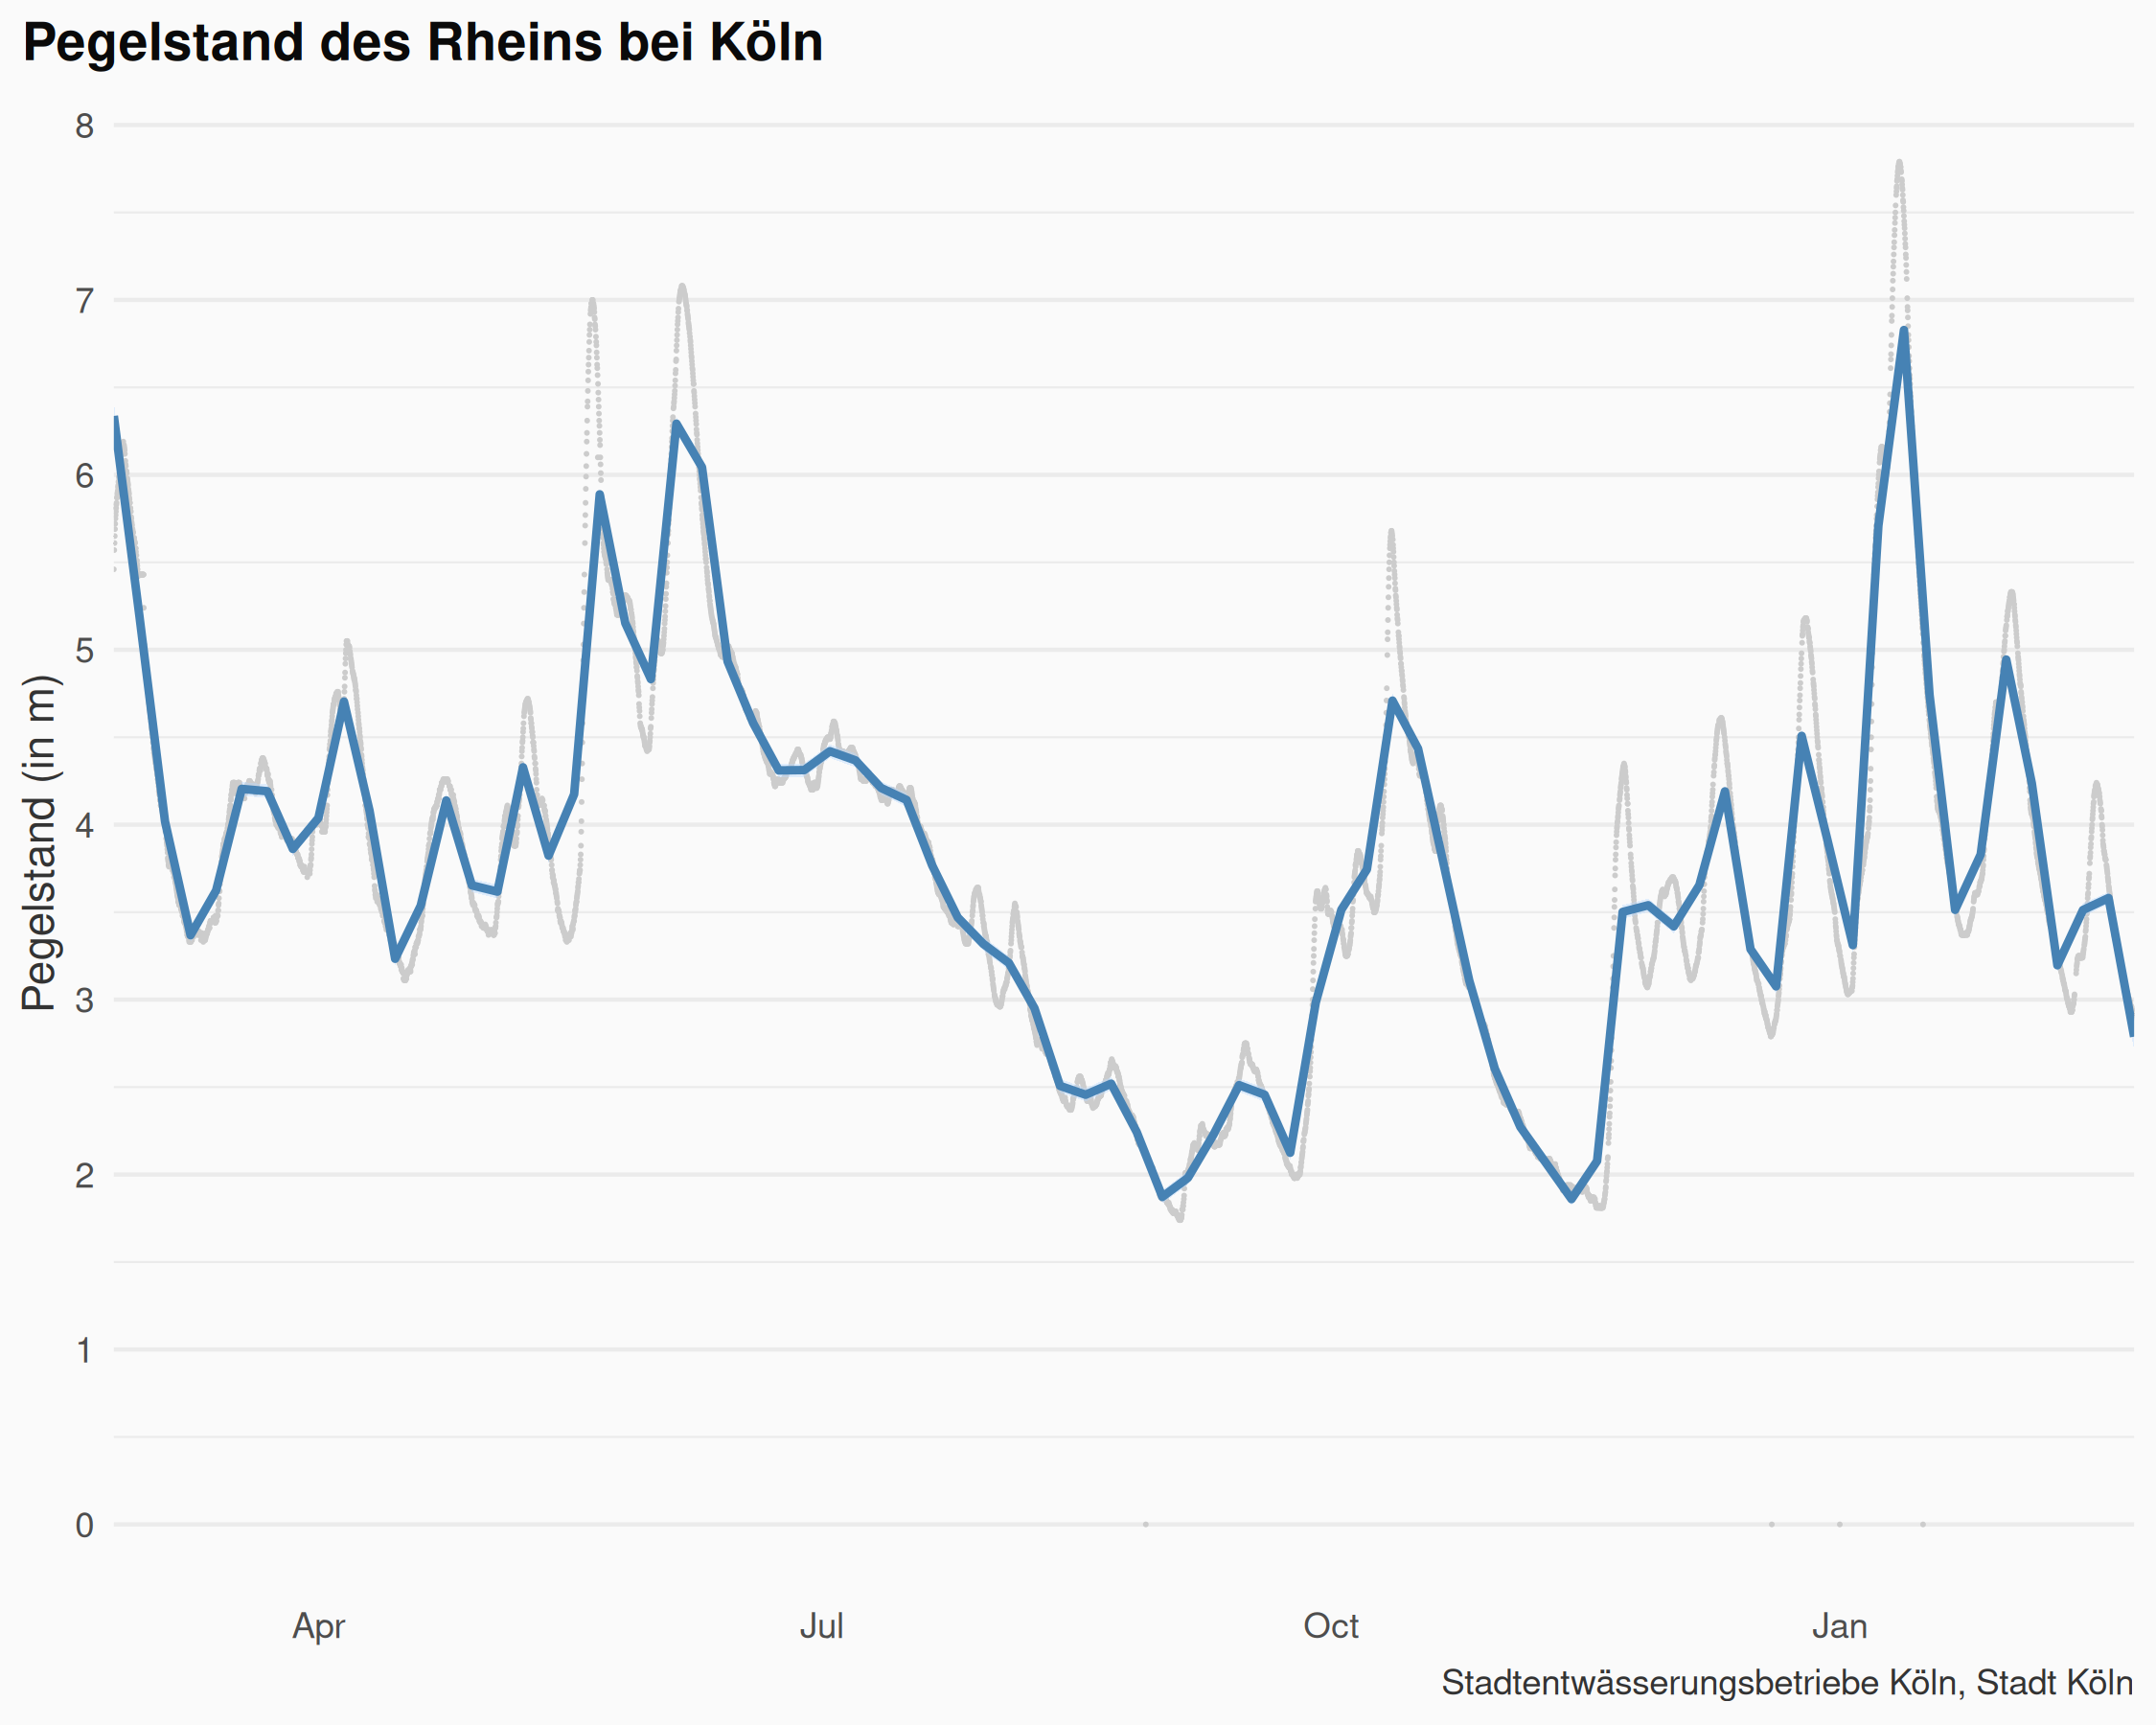 Pegelstand des Rheins bei Köln
Pegelstand (in m)
8
7
6
5
4
3
2
1
0
Apr Jul Oct Jan
Stadtentwässerungsbetriebe Köln, Stadt Köln